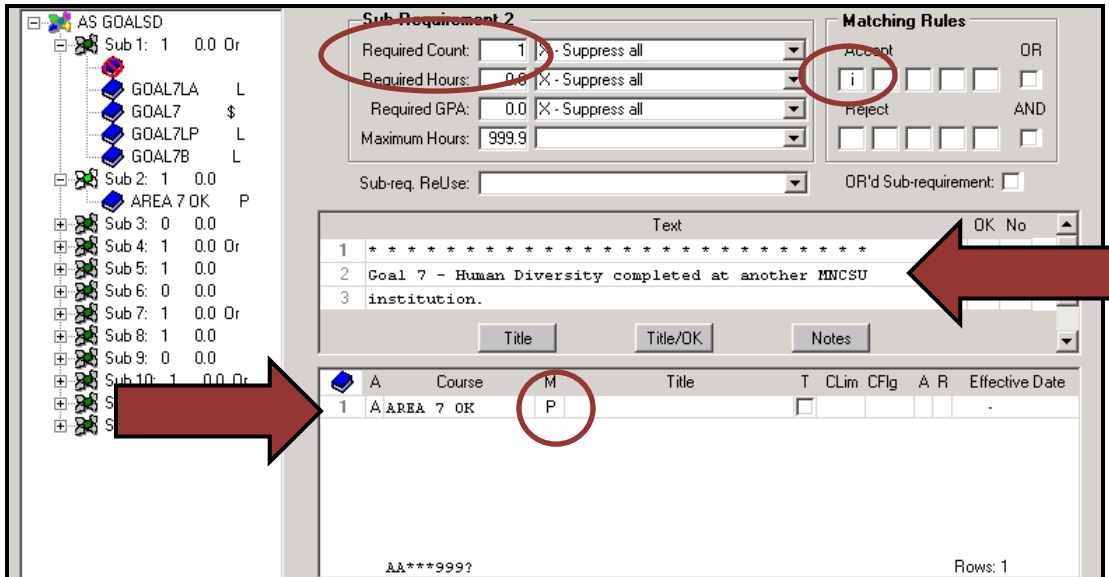 AS GOALSD
Sub 1: 1 0.0 Or
GOAL7LA L
GOAL7 $
GOAL7LP L
GOAL7B L
Sub 2: 1 0.0
AREA 7 OK P
Sub 3: 0 0.0
Sub 4: 1 0.0 Or
Sub 5: 1 0.0
Sub 6: 0 0.0
Sub 7: 1 0.0 Or
Sub 8: 1 0.0
Sub 9: 0 0.0
Sub 10: 1 0.0 Or
S
S
Sub Requirement 2
Required Count: 1 X - Suppress all
Required Hours: 0.0 X - Suppress all
Required GPA: 0.0 X - Suppress all
Maximum Hours: 999.9
Sub-req. ReUse:
Matching Rules
Accept OR
i
Reject AND
OR'd Sub-requirement:
Text OK No
1 * * * * * * * * * * * * * * * * * * * * * * * * * *
2 Goal 7 - Human Diversity completed at another MNCSU
3 institution.
Title Title/OK Notes
A Course M Title T CLim CFlg A R Effective Date
1 A AREA 7 OK P -
AA***999? Rows: 1